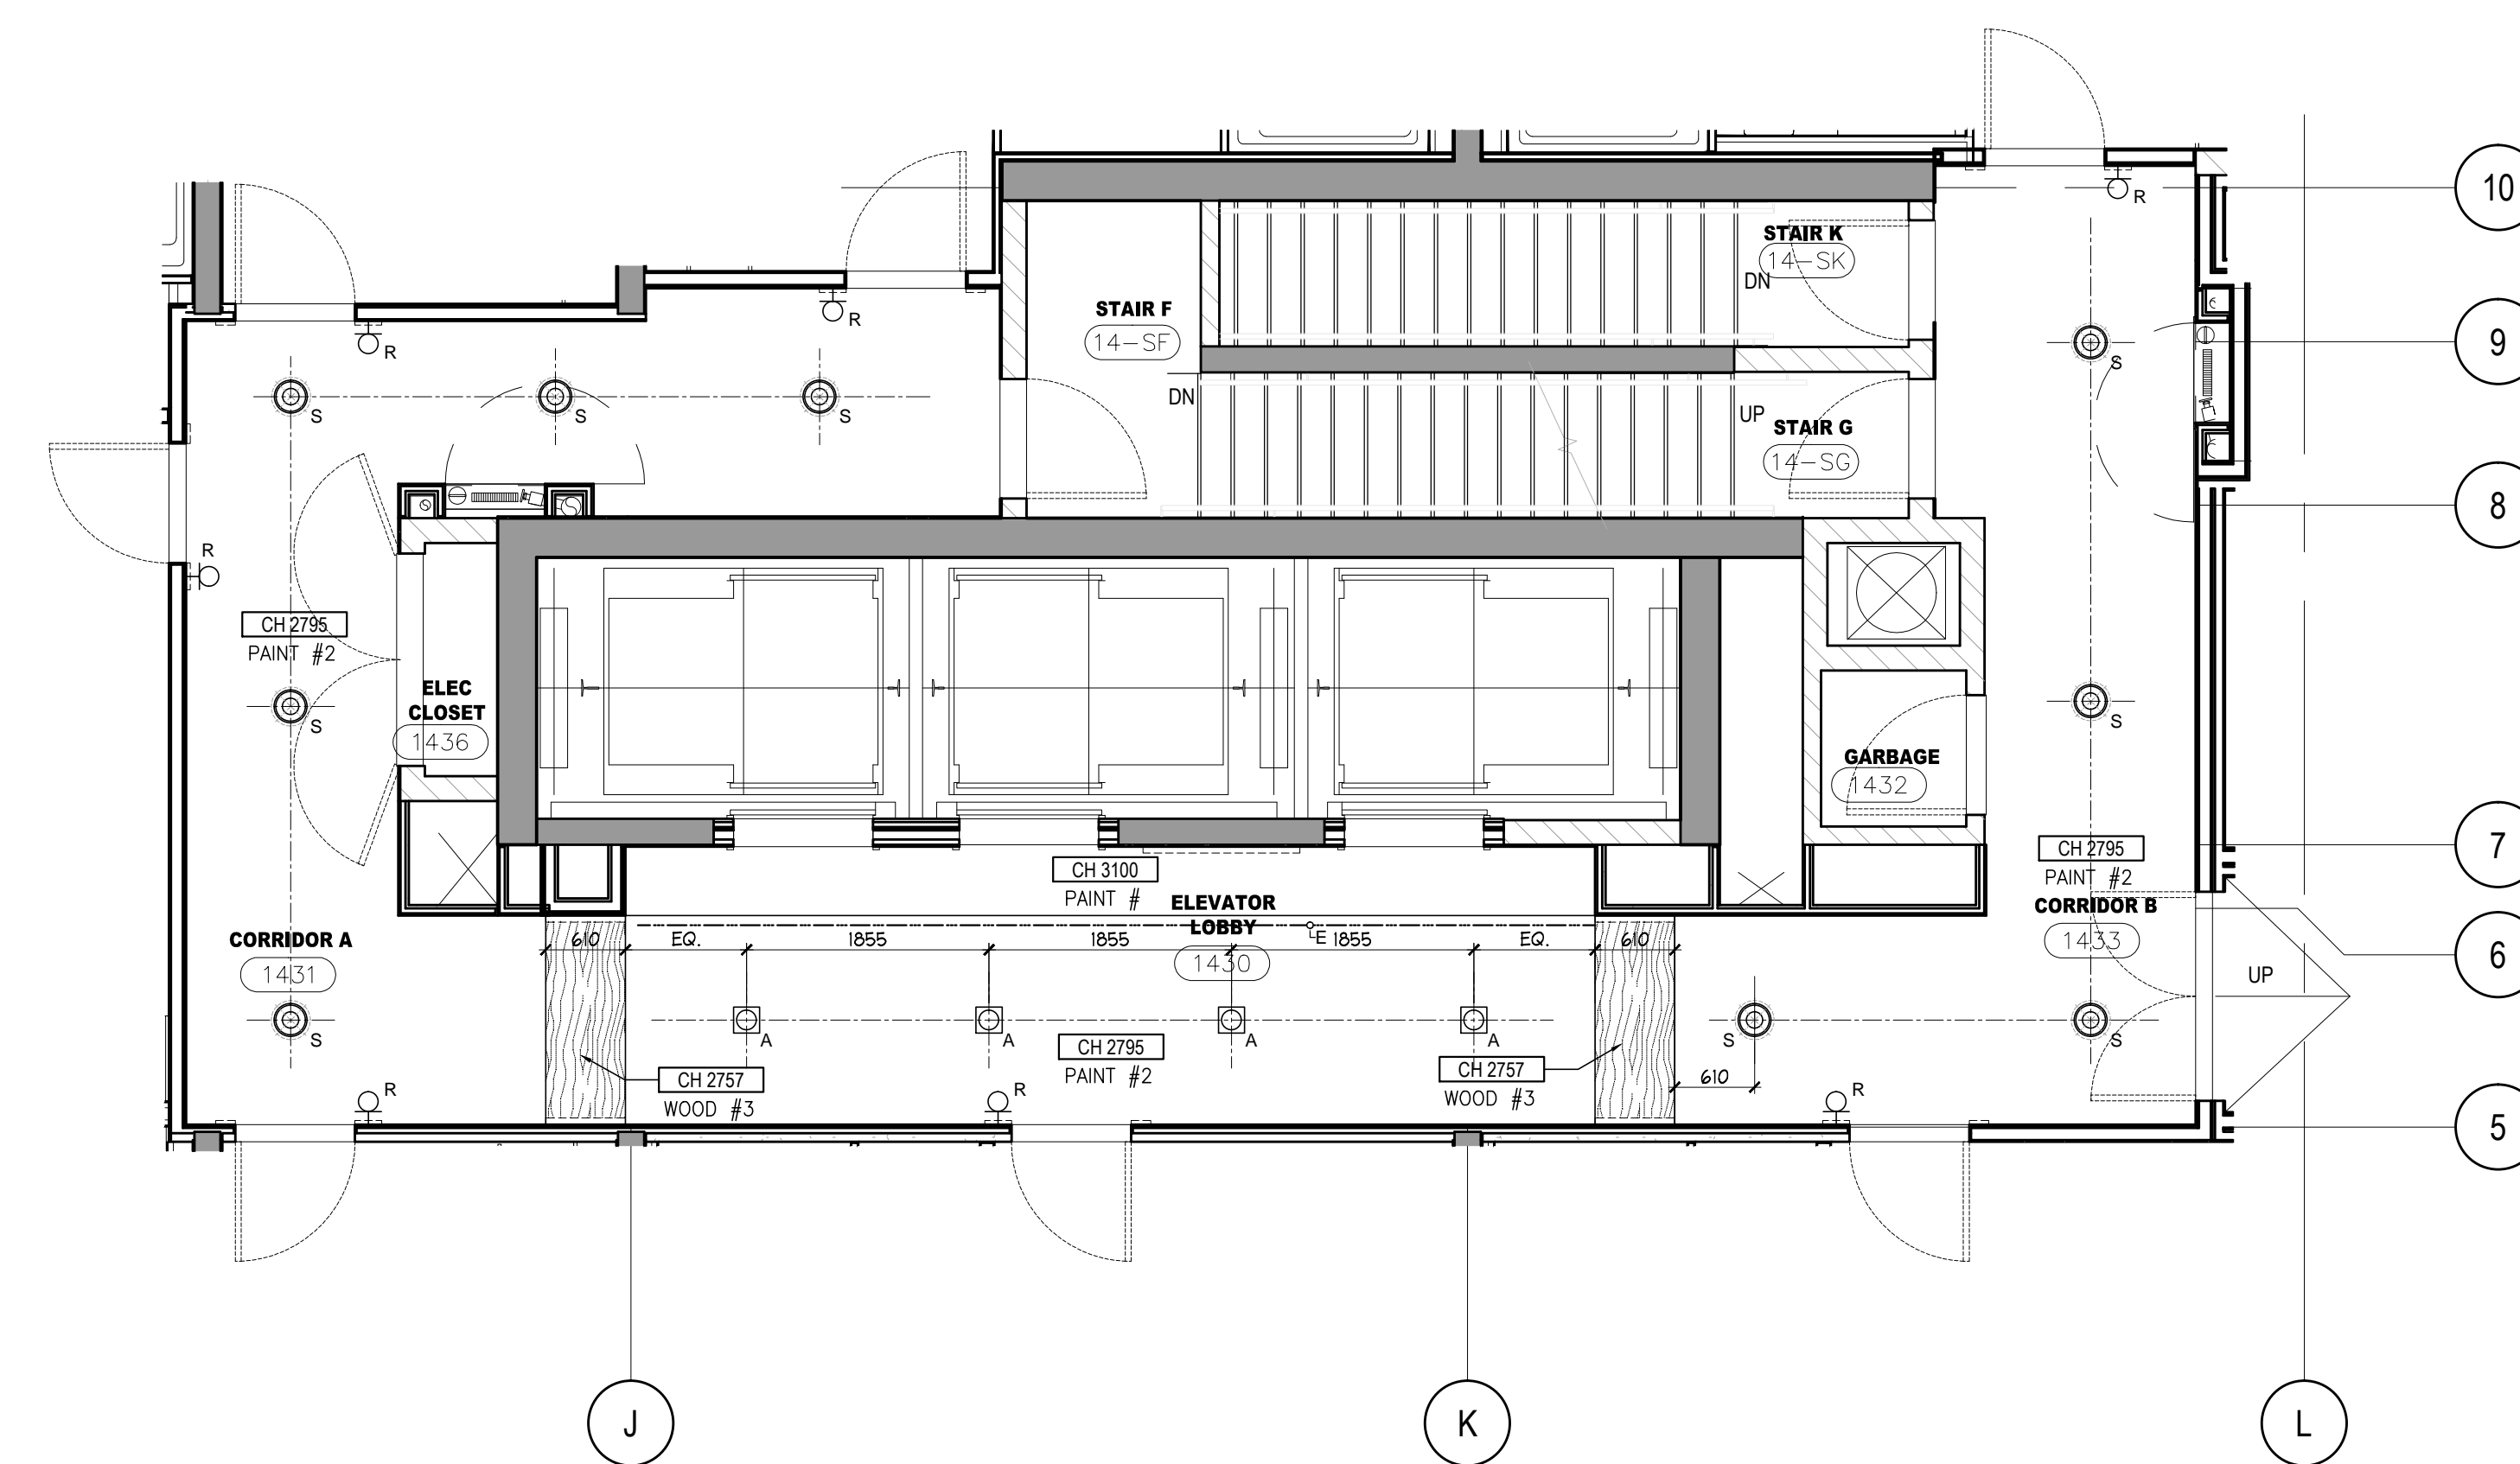 10
R
STAIR K
14-SK
DN
STAIR F
14-SF
R
R
9
S
DN
UP
STAIR G
14-SG
S
S
S
8
R
CH 2795
PAINT #2
ELEC
CLOSET
1436
S
S
GARBAGE
1432
CH 2795
PAINT #2
7
CH 3100
PAINT #
ELEVATOR
LOBBY
1430
CORRIDOR B
1433
CORRIDOR A
1431
610
EQ.
1855
1855
E
1855
EQ.
610
6
UP
S
A
A
A
A
S
S
CH 2795
PAINT #2
CH 2757
WOOD #3
CH 2757
WOOD #3
610
R
R
R
5
J
K
L